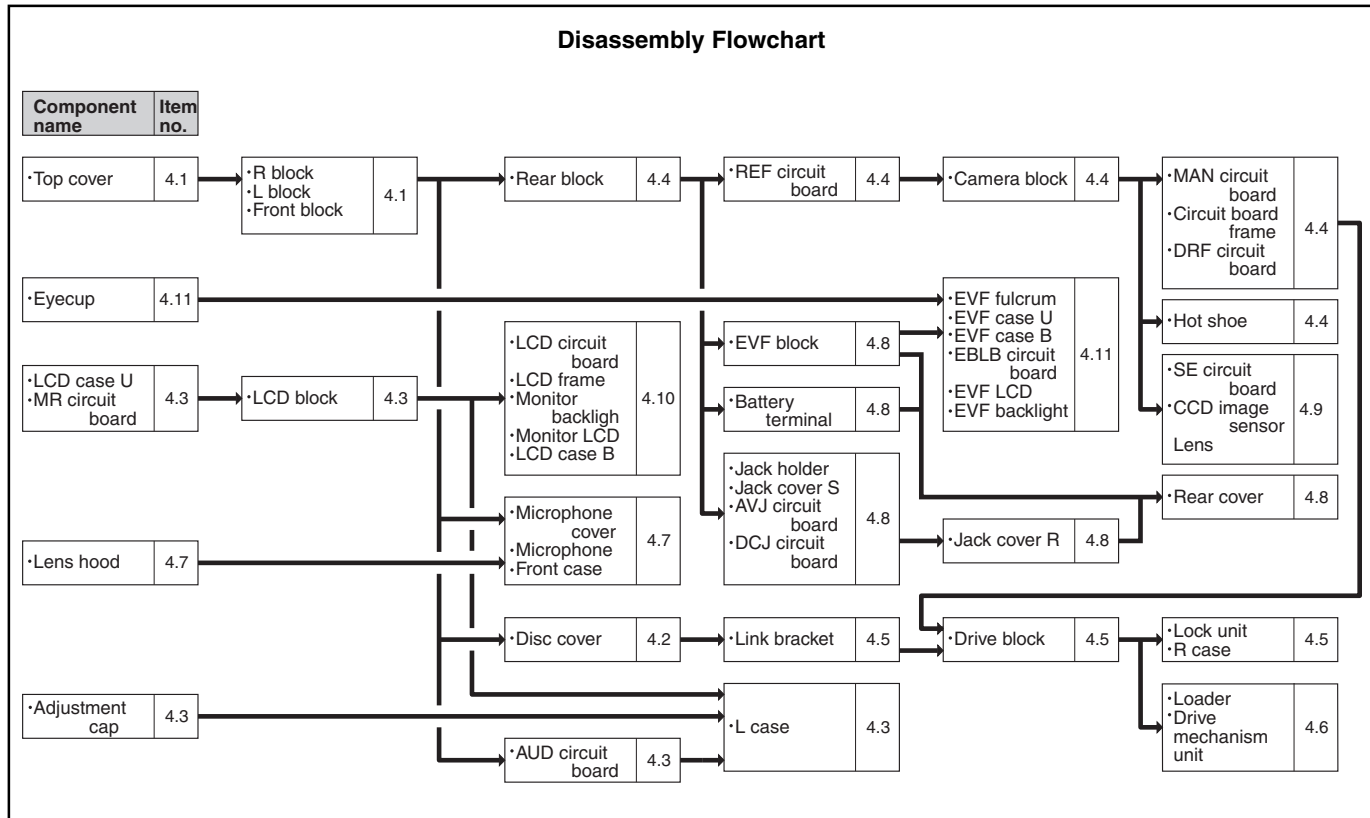 Disassembly Flowchart
Component
name
Item
no.
·Top cover
4.1
·R block
·L block
·Front block
4.1
·Rear block
4.4
·REF circuit
board
4.4
·Camera block
4.4
·MAN circuit
board
·Circuit board
frame
·DRF circuit
board
4.4
·Eyecup
4.11
·EVF fulcrum
·EVF case U
·EVF case B
·EBLB circuit
board
·EVF LCD
·EVF backlight
4.11
·Hot shoe
4.4
·LCD case U
·MR circuit
board
4.3
·LCD block
4.3
·LCD circuit
board
·LCD frame
·Monitor
backligh
·Monitor LCD
·LCD case B
4.10
·EVF block
4.8
·Battery
terminal
4.8
·SE circuit
board
·CCD image
sensor
Lens
4.9
·Jack holder
·Jack cover S
·AVJ circuit
board
·DCJ circuit
board
4.8
·Rear cover
4.8
·Lens hood
4.7
·Microphone
cover
·Microphone
·Front case
4.7
·Jack cover R
4.8
·Disc cover
4.2
·Link bracket
4.5
·Drive block
4.5
·Lock unit
·R case
4.5
·Adjustment
cap
4.3
·AUD circuit
board
4.3
·L case
4.3
·Loader
·Drive
mechanism
unit
4.6